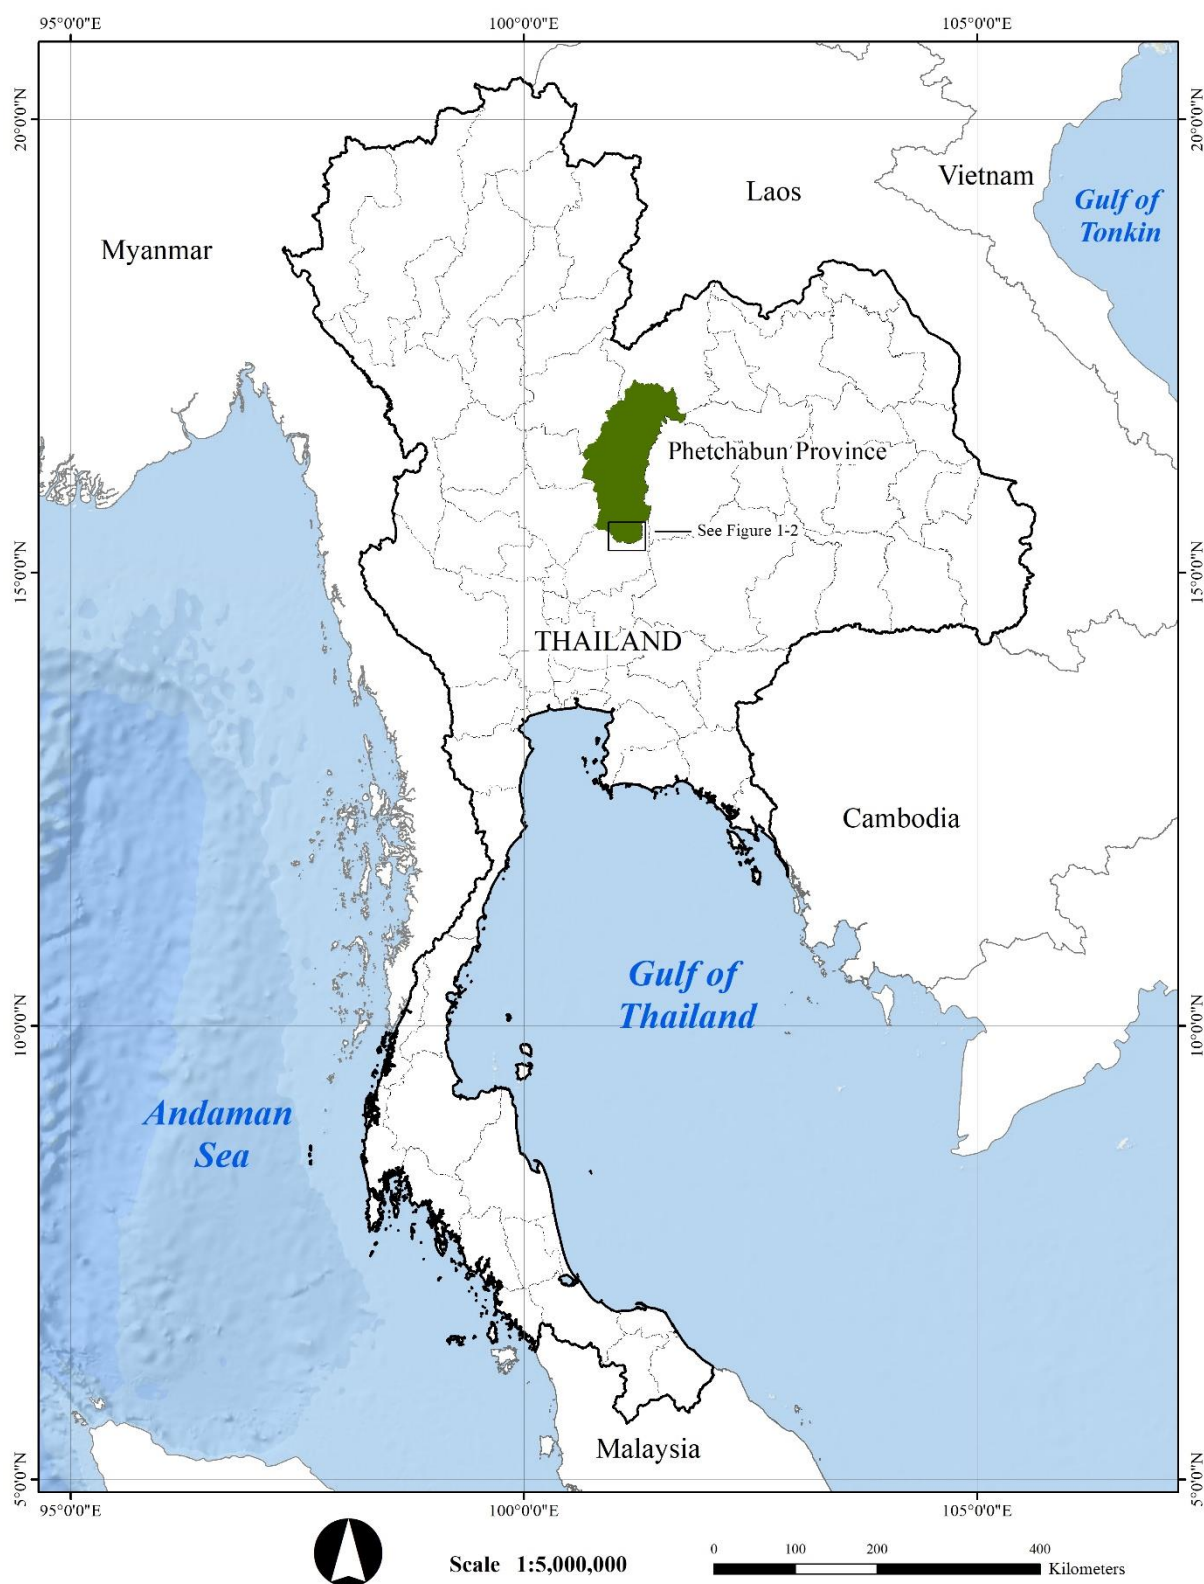 95°0'0"E
100°0'0"E
105°0'0"E
20°0'0"N
20°0'0"N
Vietnam
Laos
Gulf of
Tonkin
Myanmar
Phetchabun Province
See Figure 1-2
15°0'0"N
15°0'0"N
THAILAND
Cambodia
Gulf of
Thailand
10°0'0"N
10°0'0"N
Andaman
Sea
Malaysia
5°0'0"N
5°0'0"N
95°0'0"E
100°0'0"E
105°0'0"E
Scale 1:5,000,000
0 100 200 400
Kilometers